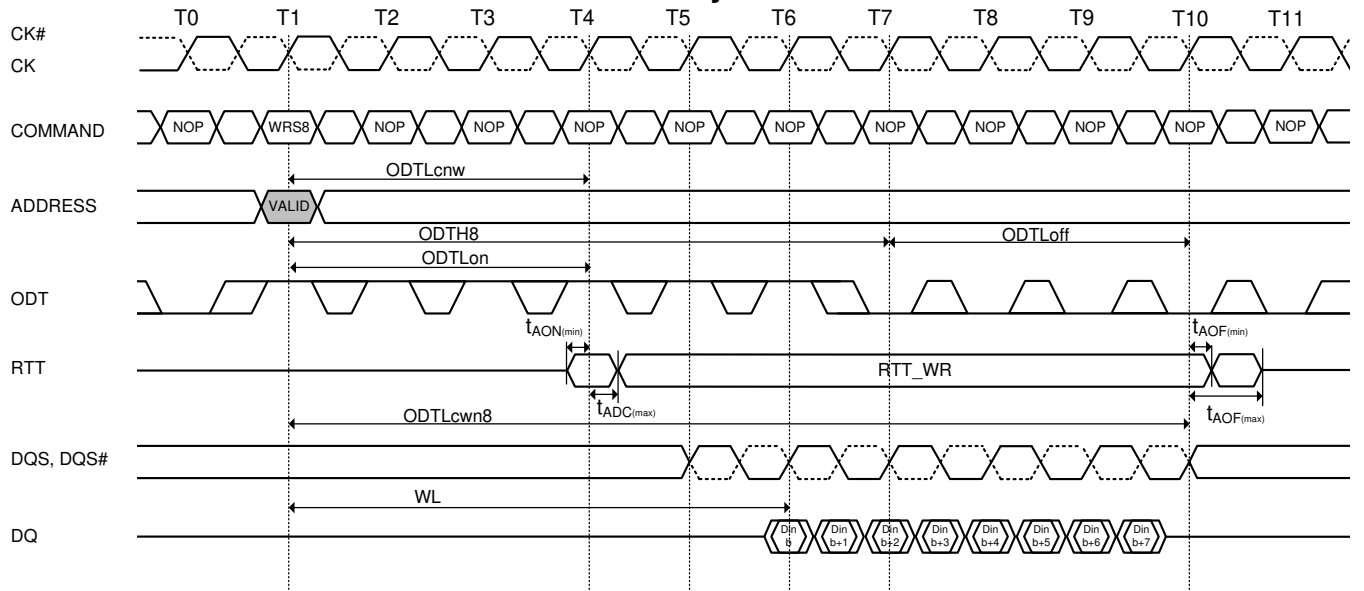 T0 T1 T2 T3 T4 T5 T6 T7 T8 T9 T10 T11
CK#
CK
COMMAND NOP WRS8 NOP NOP NOP NOP NOP NOP NOP NOP NOP NOP
ODTLcnw
ADDRESS VALID
ODTH8 ODTLoff
ODTLon
ODT
tAON(min) tAOF(min)
RTT RTT_WR
tADC(max) tAOF(max)
ODTLcwn8
DQS, DQS#
WL
DQ Din b Din b+1 Din b+2 Din b+3 Din b+4 Din b+5 Din b+6 Din b+7